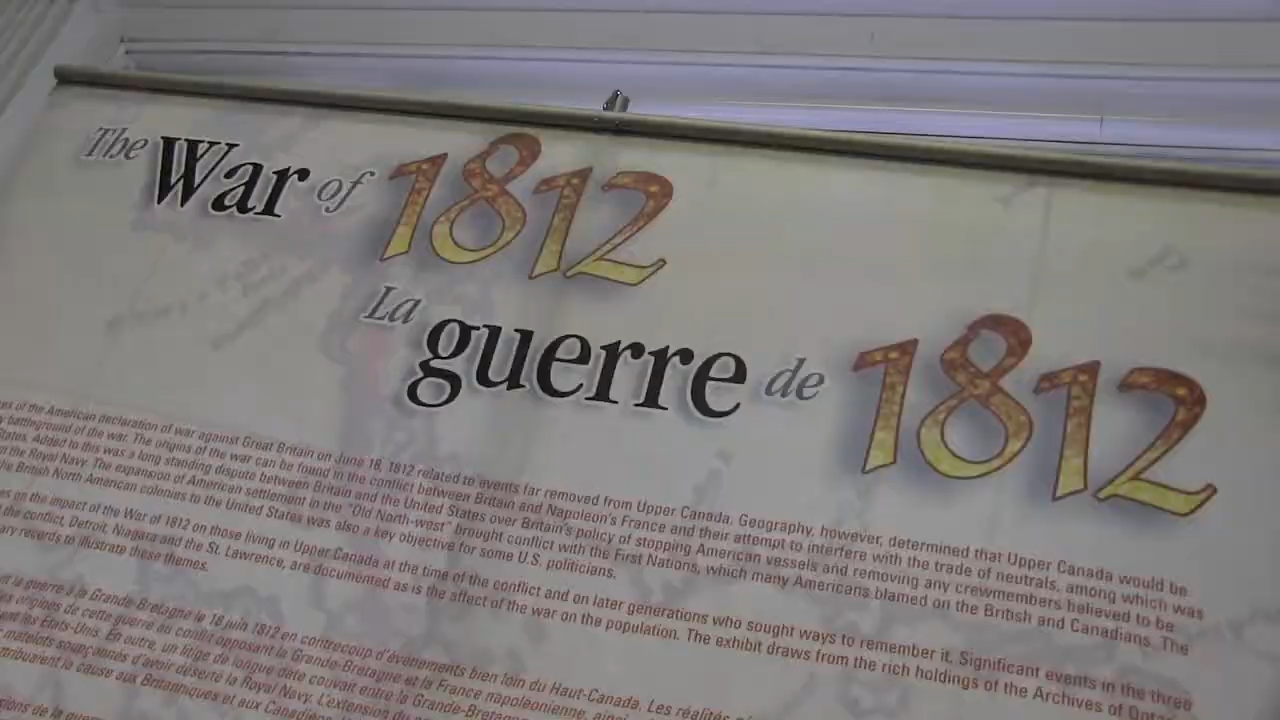 The War of 1812
La guerre de 1812
of the American declaration of war against Great Britain on June 18, 1812 related to events far removed from Upper Canada. Geography, however, determined that Upper Canada would be
battleground of the war. The origins of the war can be found in the conflict between Britain and Napoleon's France and their attempt to interfere with the trade of neutrals, among which was
States. Added to this was a long standing dispute between Britain and the United States over Britain's policy of stopping American vessels and removing any crewmembers believed to be
the Royal Navy. The expansion of American settlement in the "Old North-west" brought conflict with the First Nations, which many Americans blamed on the British and Canadians. The
British North American colonies to the United States was also a key objective for some U.S. politicians.
on the impact of the War of 1812 on those living in Upper Canada at the time of the conflict and on later generations who sought ways to remember it. Significant events in the three
the conflict, Detroit, Niagara and the St. Lawrence, are documented as is the affect of the war on the population. The exhibit draws from the rich holdings of the Archives of
records to illustrate these themes.
la guerre à la Grande-Bretagne le 18 juin 1812 en contrecoup d'évènements bien loin du Haut-Canada. Les réalités
origines de cette guerre au conflit opposant la Grande-Bretagne et la France napoléonienne,
les États-Unis. En outre, un litige de longue date couvait entre la
matelots soupçonnés d'avoir déserté la Royal Navy. L'expansion du
la cause aux Britanniques et aux
de la